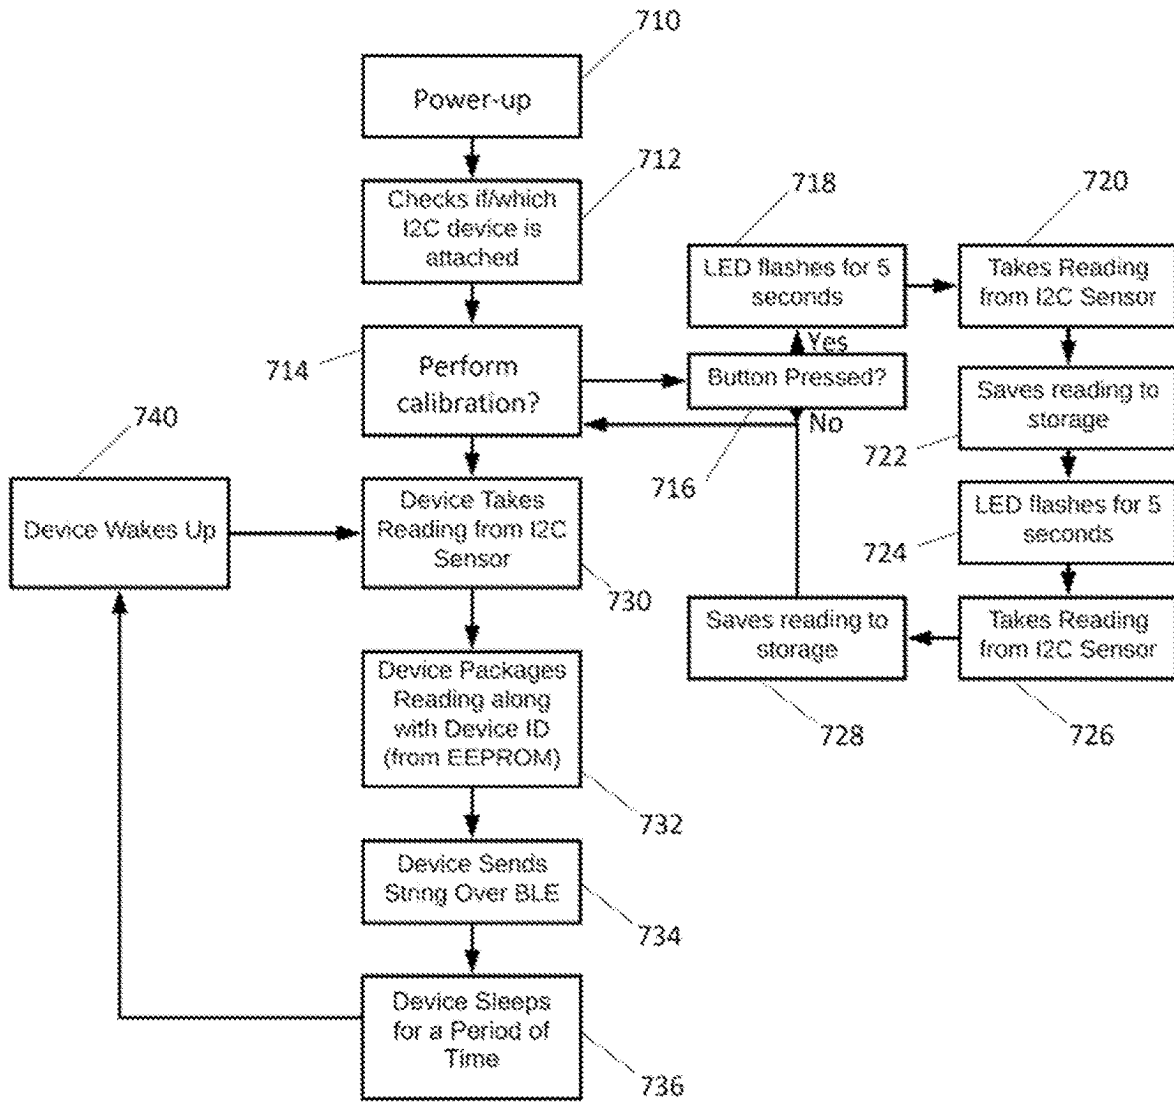 710
Power-up
712
Checks if/which
I2C device is
attached
718
LED flashes for 5
seconds
720
Takes Reading
from I2C Sensor
714
Perform
calibration?
Yes
Button Pressed?
No
716
Saves reading to
storage
722
740
Device Wakes Up
Device Takes
Reading from I2C
Sensor
730
LED flashes for 5
seconds
724
Saves reading to
storage
728
Takes Reading
from I2C Sensor
726
Device Packages
Reading along
with Device ID
(from EEPROM)
732
Device Sends
String Over BLE
734
Device Sleeps
for a Period of
Time
736